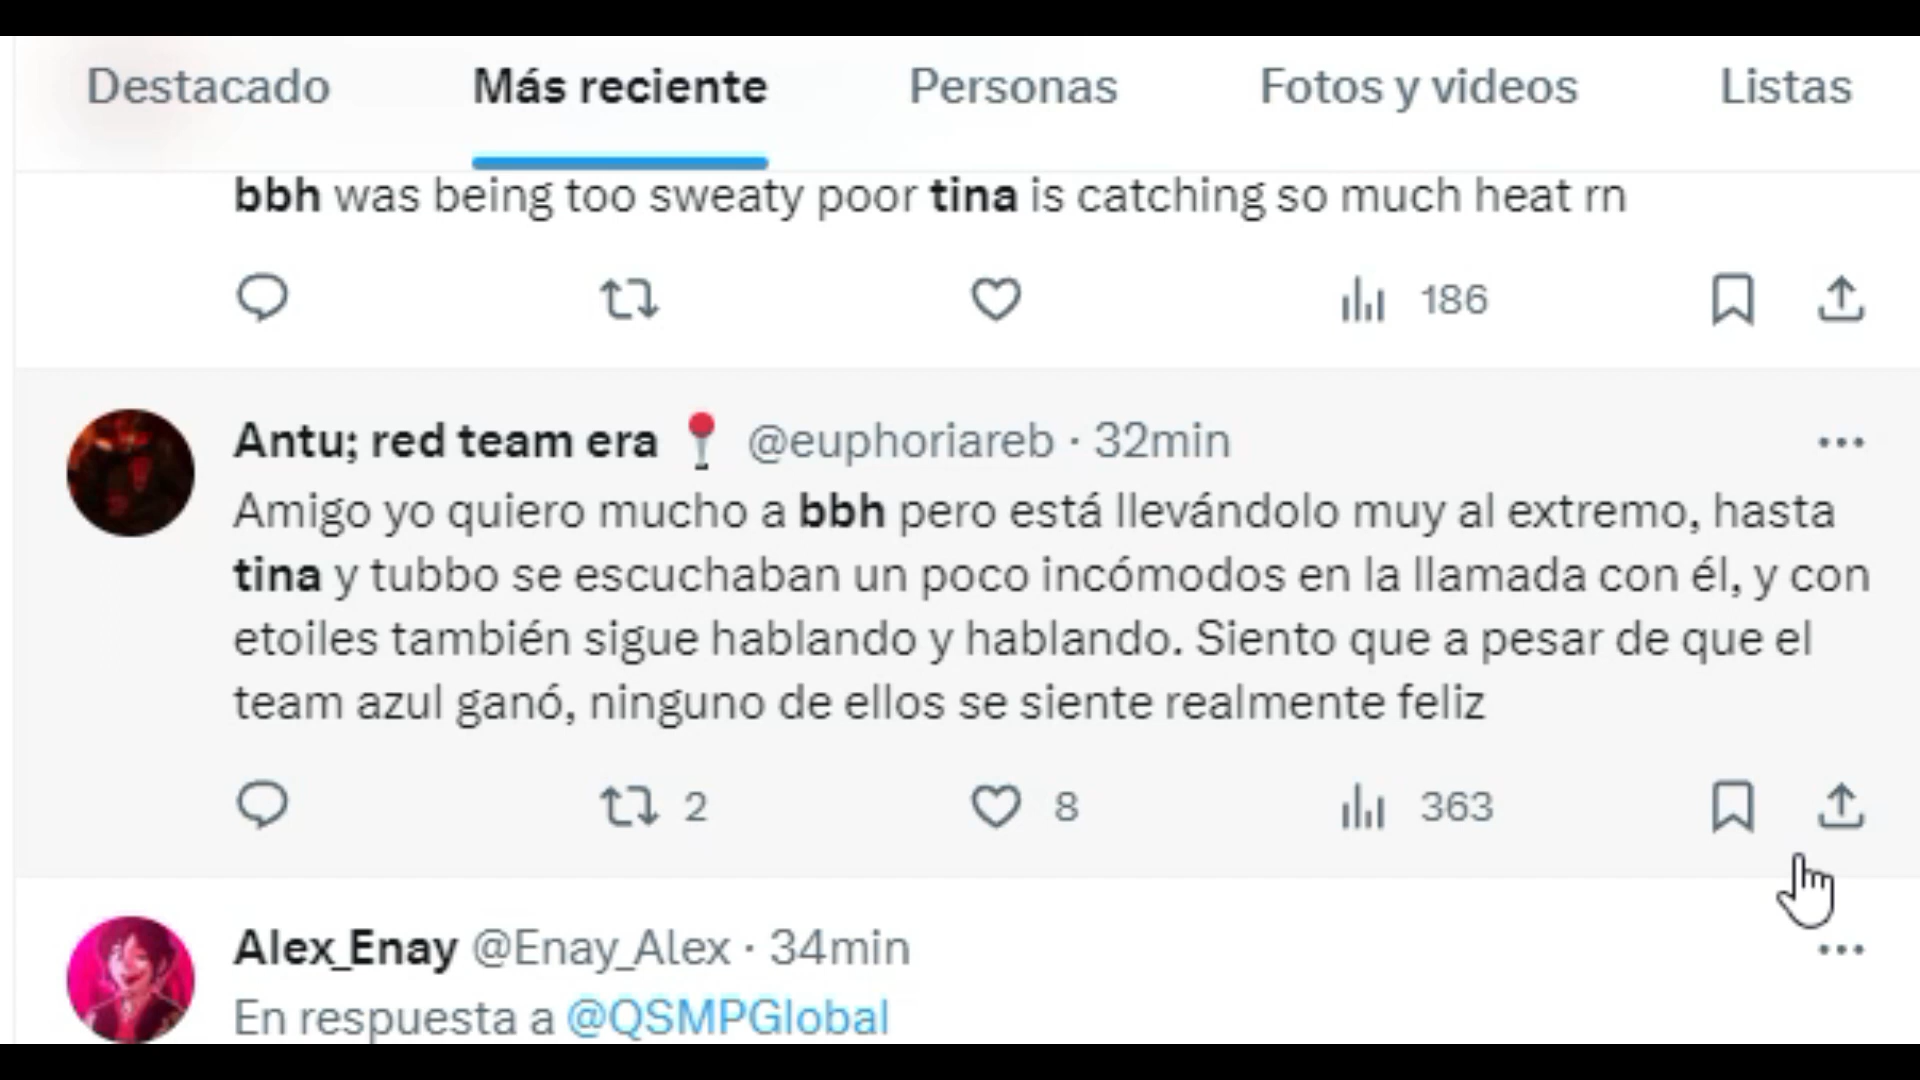 Destacado Más reciente Personas Fotos y videos Listas
bbh was being too sweaty poor tina is catching so much heat rn
186
Antu; red team era 📍 @euphoriareb · 32min
Amigo yo quiero mucho a bbh pero está llevándolo muy al extremo, hasta
tina y tubbo se escuchaban un poco incómodos en la llamada con él, y con
etoiles también sigue hablando y hablando. Siento que a pesar de que el
team azul ganó, ninguno de ellos se siente realmente feliz
2 8 363
Alex_Enay @Enay_Alex · 34min
En respuesta a @QSMPGlobal